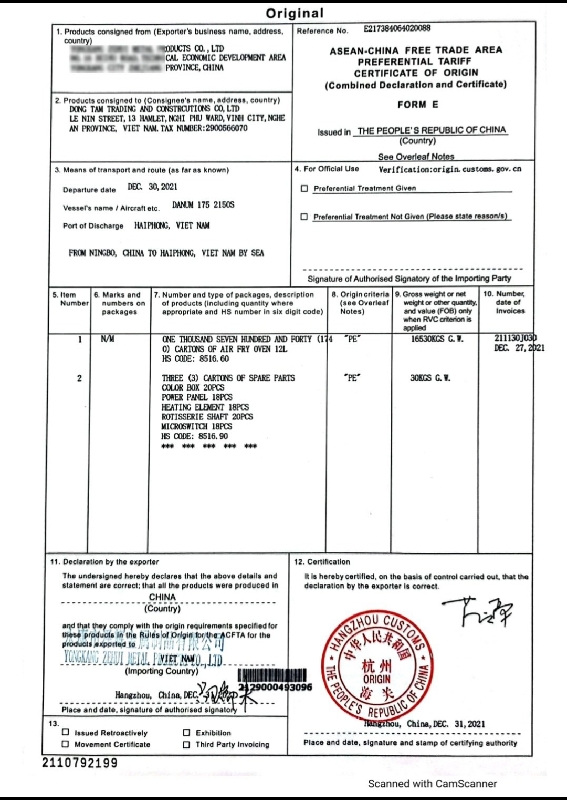 Original
1. Products consigned from (Exporter's business name, address,
country)
ODUCTS CO., LTD
CAL ECONOMIC DEVELOPMENT AREA
PROVINCE, CHINA
Reference No. E217384064020088
ASEAN-CHINA FREE TRADE AREA
PREFERENTIAL TARIFF
CERTIFICATE OF ORIGIN
(Combined Declaration and Certificate)
FORM E
Issued in THE PEOPLE'S REPUBLIC OF CHINA
(Country)
See Overleaf Notes
2. Products consigned to (Consignee's name, address, country)
DONG TAM TRADING AND CONSTRCUTIONS CO, LTD
LE NIN STREET, 13 HAMLET, NGHI PHU WARD, VINH CITY, NGHE
AN PROVINCE, VIET NAM. TAX NUMBER:2900566070
3. Means of transport and route (as far as known)
Departure date DEC. 30, 2021
Vessel's name / Aircraft etc. DANUM 175 2150S
Port of Discharge HAIPHONG, VIET NAM
FROM NINGBO, CHINA TO HAIPHONG, VIET NAM BY SEA
4. For Official Use Verification:origin.customs.gov.cn
Preferential Treatment Given
Preferential Treatment Not Given (Please state reason/s)
Signature of Authorised Signatory of the Importing Party
5. Item
Number
6. Marks and
numbers on
packages
7. Number and type of packages, description
of products (including quantity where
appropriate and HS number in six digit code)
8. Origin criteria
(see Overleaf
Notes)
9. Gross weight or net
weight or other quantity,
and value (FOB) only
when RVC criterion is
applied
10. Number,
date of
Invoices
1 N/M ONE THOUSAND SEVEN HUNDRED AND FORTY (174 "PE" 16530KGS G.W. 211130J030
0) CARTONS OF AIR FRY OVEN 12L DEC. 27, 2021
HS CODE: 8516.60
2 THREE (3) CARTONS OF SPARE PARTS "PE" 30KGS G.W.
COLOR BOX 20PCS
POWER PANEL 18PCS
HEATING ELEMENT 18PCS
ROTISSERIE SHAFT 20PCS
MICROSWITCH 18PCS
HS CODE: 8516.90
*** *** *** *** ***
11. Declaration by the exporter
The undersigned hereby declares that the above details and
statement are correct; that all the products were produced in
CHINA
(Country)
and that they comply with the origin requirements specified for
these products in the Rules of Origin for the ACFTA for the
products exported to
有限公司
YONGKANG ZEHUI METAL
CO., LTD
VIET NAM
(Importing Country)
2129000493096
Hangzhou, China, DEC.
Place and date, signature of authorised signatory
12. Certification
It is hereby certified, on the basis of control carried out, that the
declaration by the exporter is correct.
HANGZHOU CUSTOMS
THE PEOPLE'S REPUBLIC OF CHINA
中华人民共和国
杭州
ORIGIN
海关
Hangzhou, China, DEC. 31, 2021
Place and date, signature and stamp of certifying authority
13.
Issued Retroactively
Exhibition
Movement Certificate
Third Party Invoicing
2110792199
Scanned with CamScanner